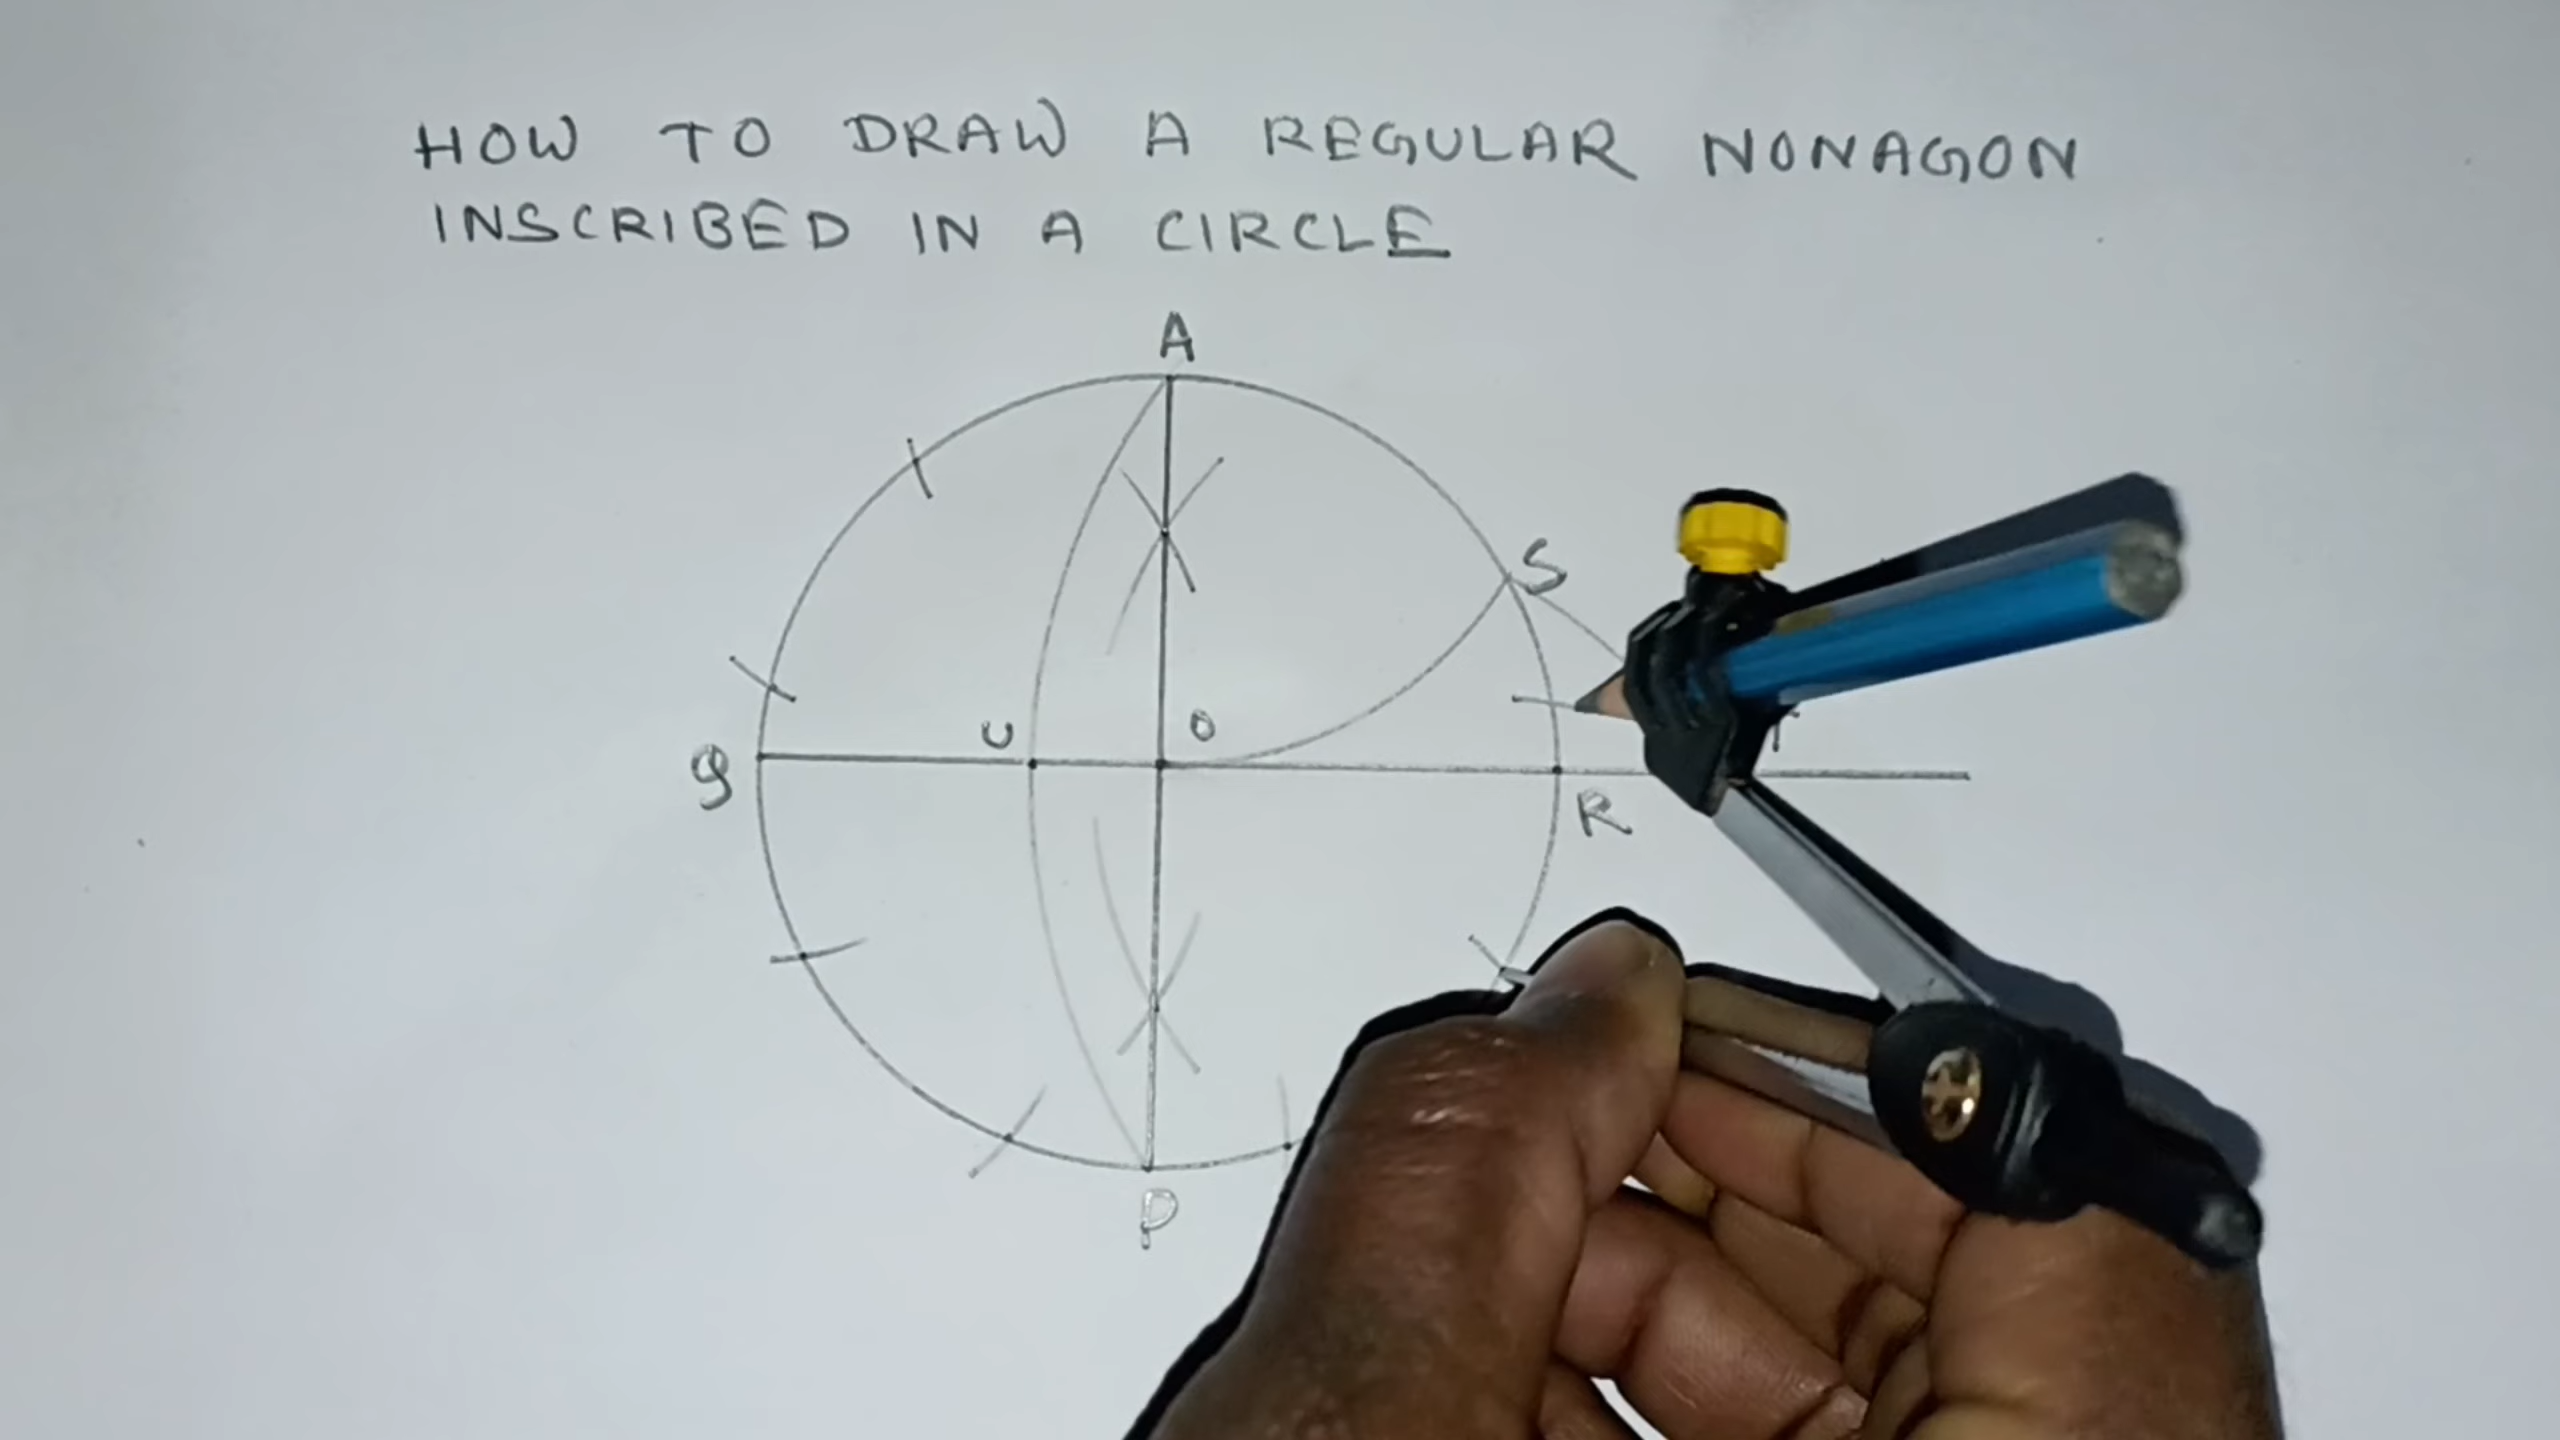 HOW TO DRAW A REGULAR NONAGON
INSCRIBED IN A CIRCLE
A
S
U O
R
P